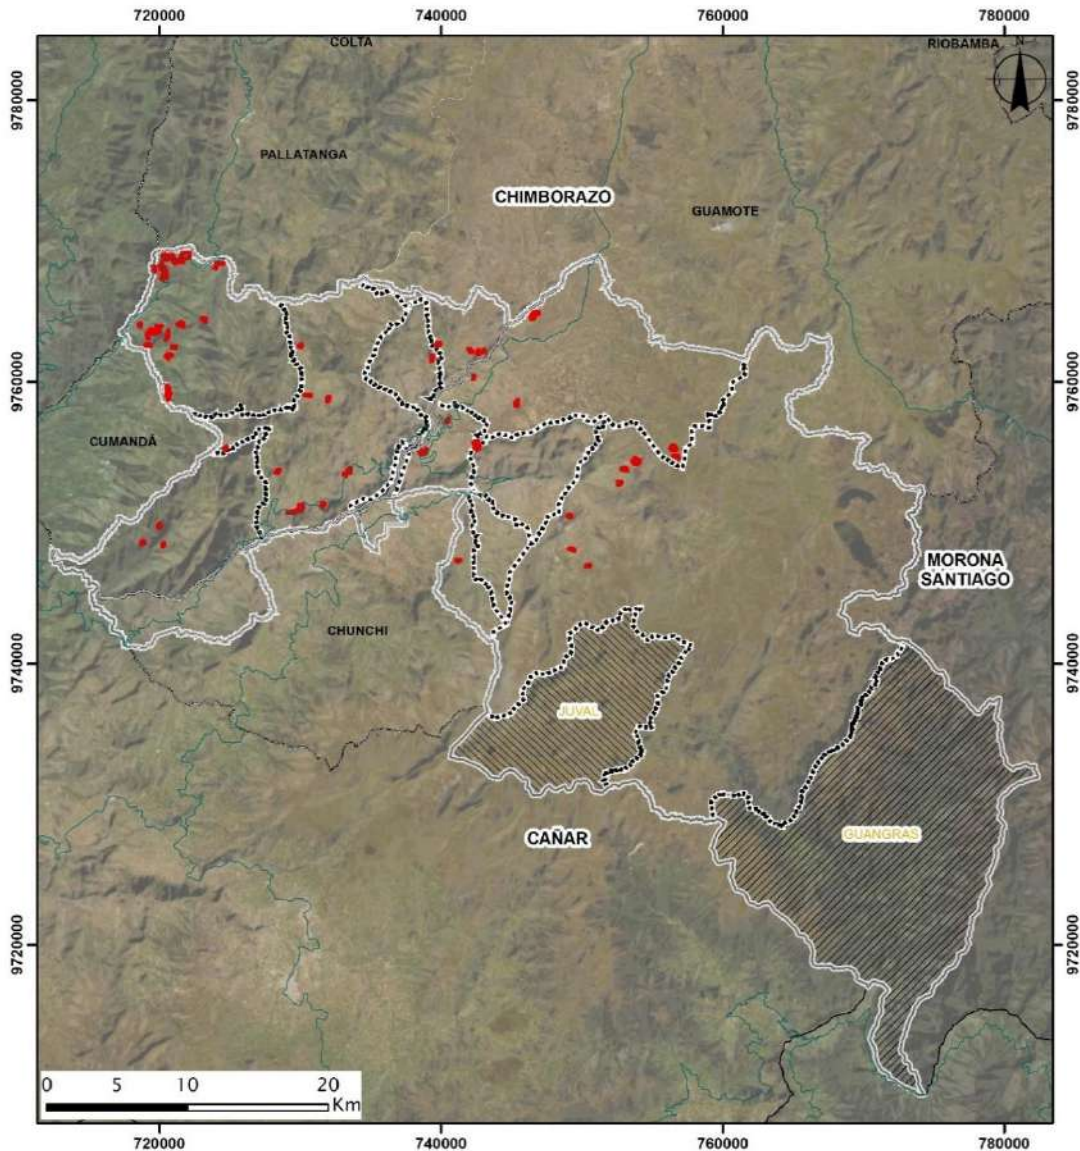 720000
740000
760000
780000
COLTA
RIOBAMBA
N
9780000
9780000
PALLATANGA
CHIMBORAZO
GUAMOTE
9760000
9760000
CUMANDÁ
MORONA
SANTIAGO
CHUNCHI
9740000
9740000
JUVAL
CAÑAR
GUANGRAS
9720000
9720000
0 5 10 20
Km
720000
740000
760000
780000